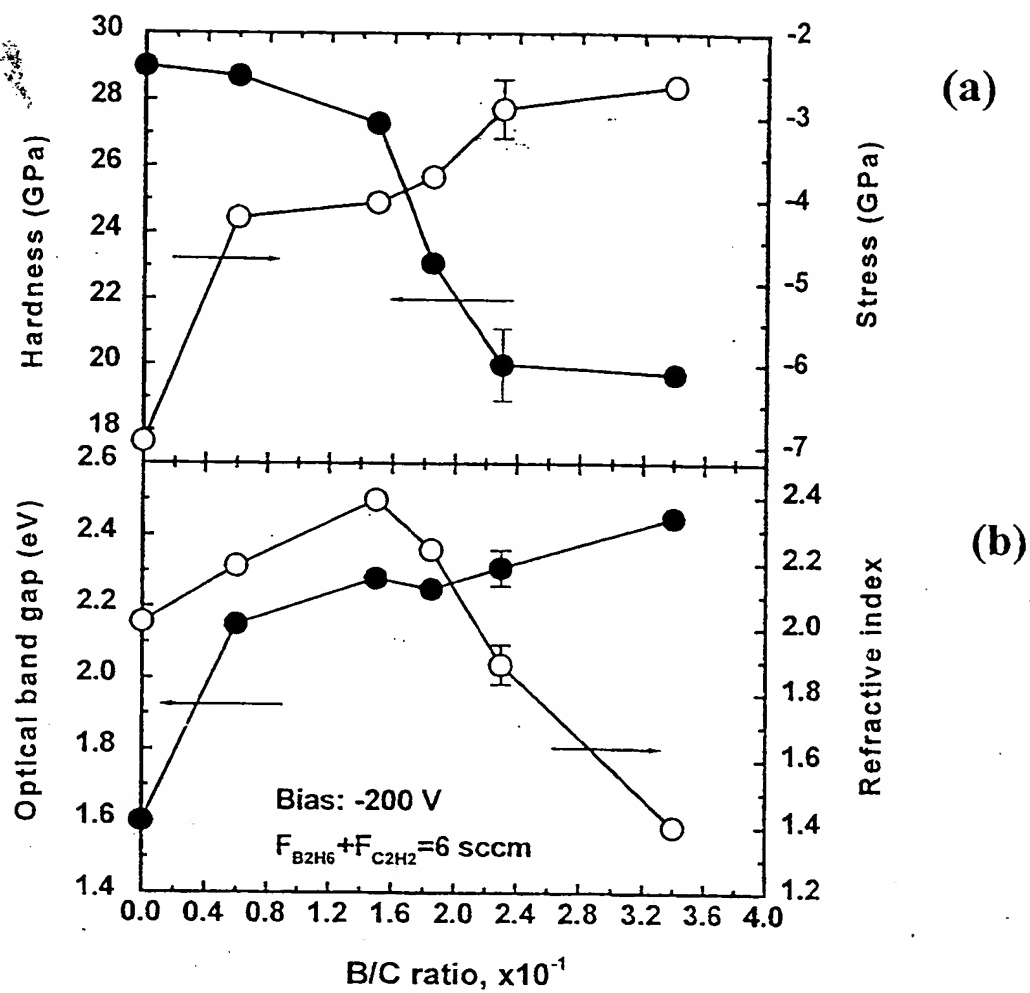 30
28
26
24
22
20
18
Hardness (GPa)
-2
-3
-4
-5
-6
-7
Stress (GPa)
(a)
2.6
2.4
2.2
2.0
1.8
1.6
1.4
Optical band gap (eV)
2.4
2.2
2.0
1.8
1.6
1.4
1.2
Refractive index
(b)
Bias: -200 V
F_B2H6+F_C2H2=6 sccm
0.0 0.4 0.8 1.2 1.6 2.0 2.4 2.8 3.2 3.6 4.0
B/C ratio, x10^-1